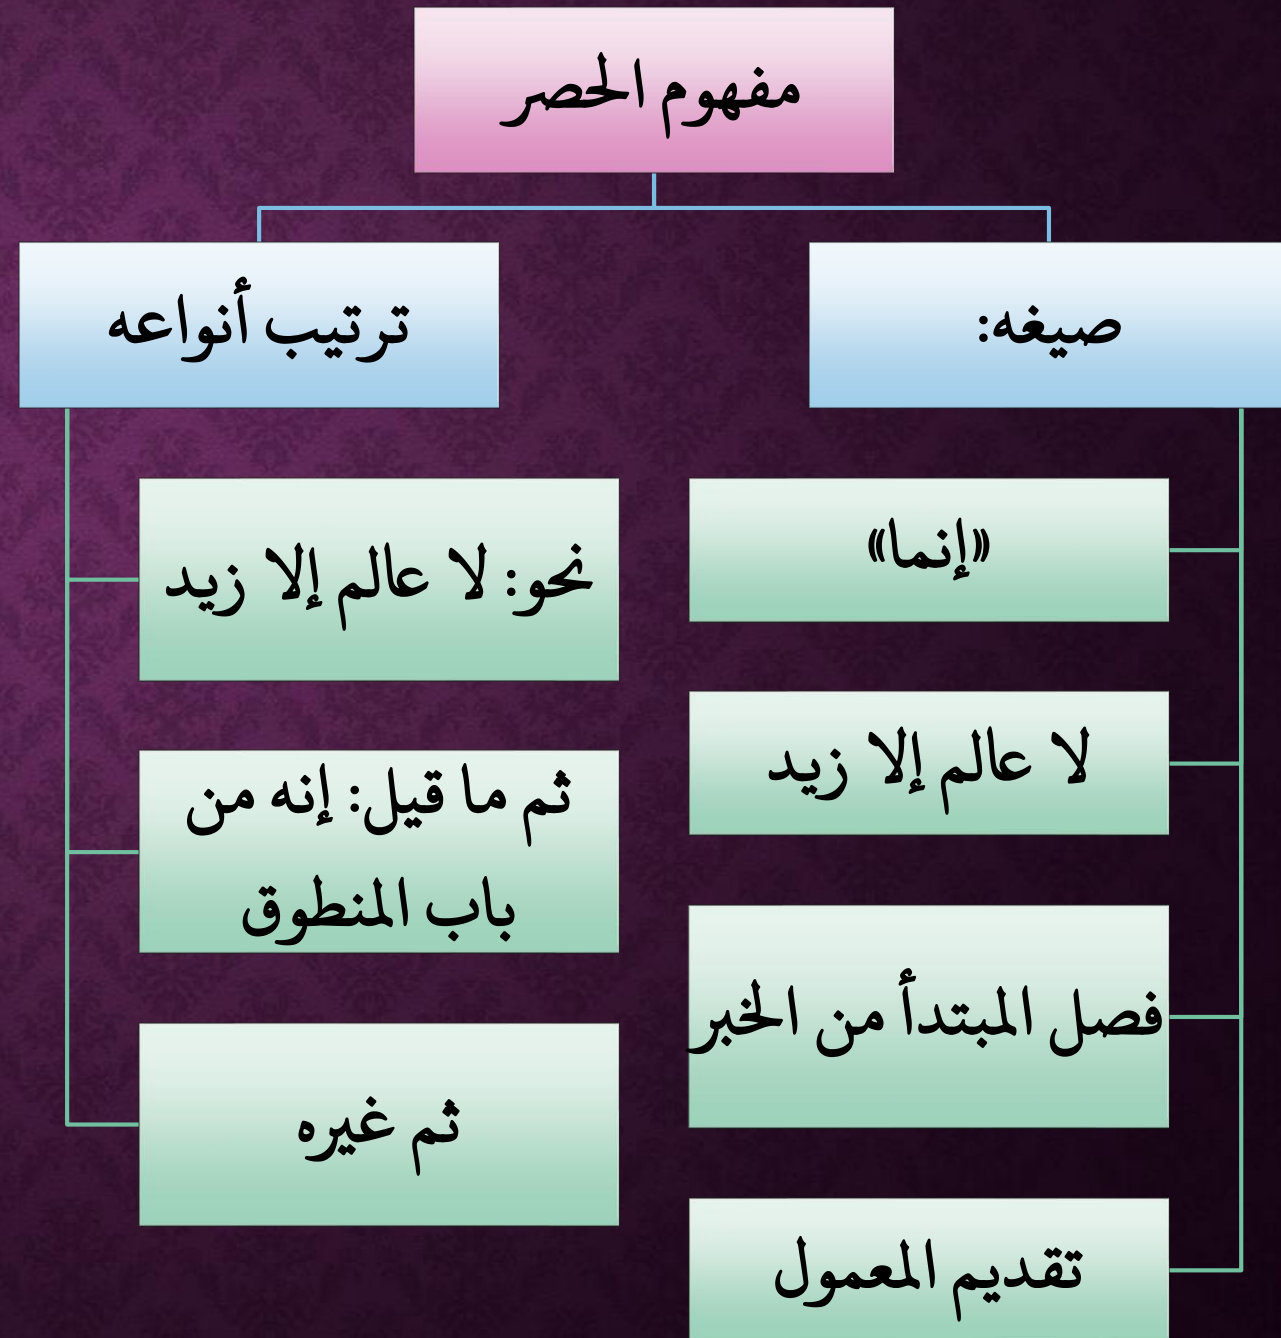 مفهوم الحصر
صيغه:
«إنما»
لا عالم إلا زيد
فصل المبتدأ من الخبر
تقديم المعمول
ترتيب أنواعه
نحو: لا عالم إلا زيد
ثم ما قيل: إنه من
باب المنطوق
ثم غيره